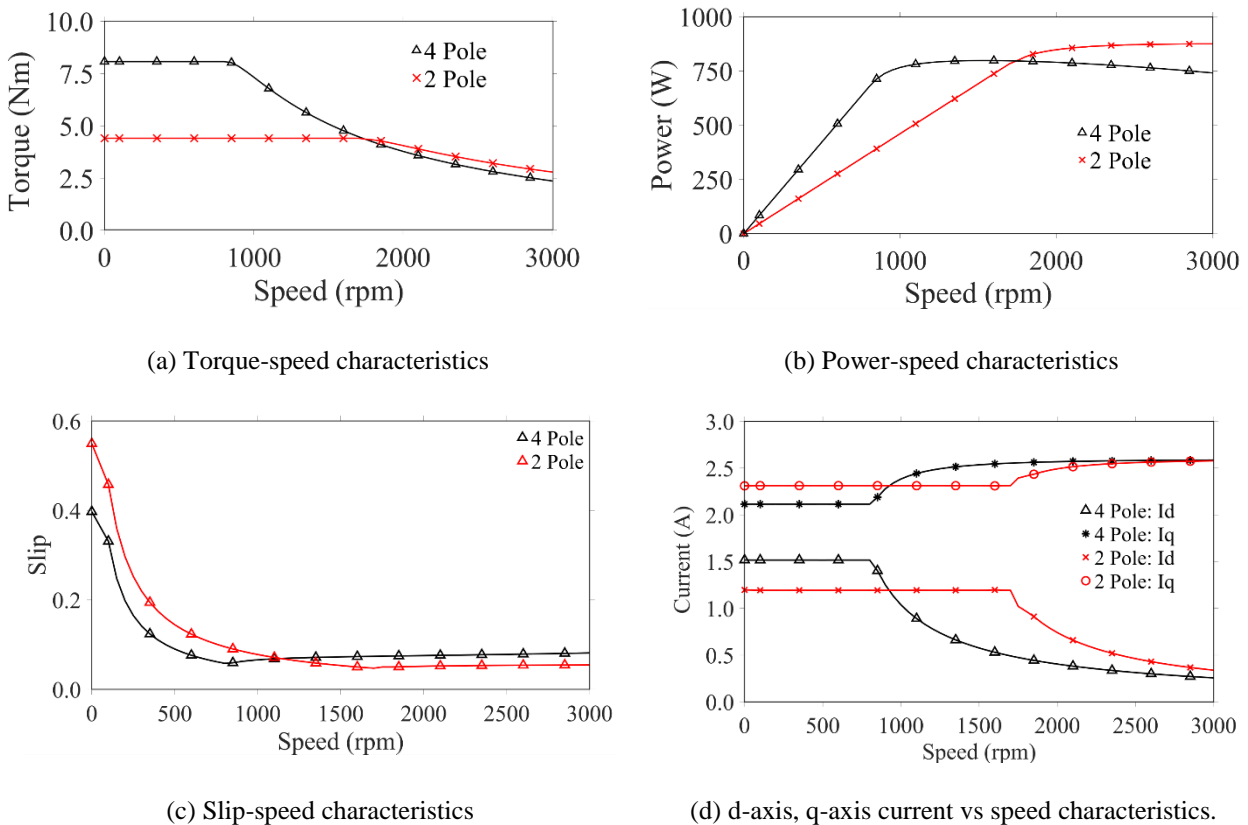 Torque (Nm)
10.0
7.5
5.0
2.5
0.0
4 Pole
2 Pole
0 1000 2000 3000
Speed (rpm)
(a) Torque-speed characteristics
Power (W)
1000
750
500
250
0
4 Pole
2 Pole
0 1000 2000 3000
Speed (rpm)
(b) Power-speed characteristics
Slip
0.6
0.4
0.2
0.0
4 Pole
2 Pole
0 500 1000 1500 2000 2500 3000
Speed (rpm)
(c) Slip-speed characteristics
Current (A)
3.0
2.5
2.0
1.5
1.0
0.5
0.0
4 Pole: Id
4 Pole: Iq
2 Pole: Id
2 Pole: Iq
0 500 1000 1500 2000 2500 3000
Speed (rpm)
(d) d-axis, q-axis current vs speed characteristics.